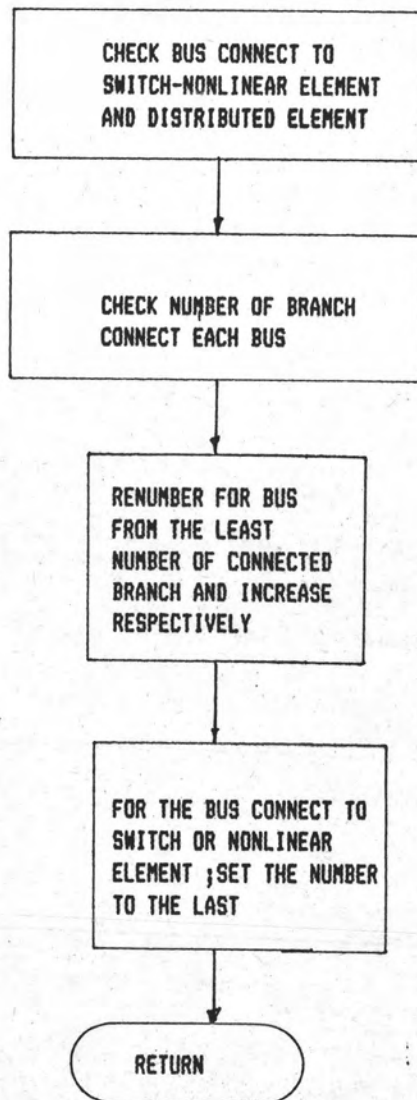 CHECK BUS CONNECT TO
SWITCH-NONLINEAR ELEMENT
AND DISTRIBUTED ELEMENT
CHECK NUMBER OF BRANCH
CONNECT EACH BUS
RENUMBER FOR BUS
FROM THE LEAST
NUMBER OF CONNECTED
BRANCH AND INCREASE
RESPECTIVELY
FOR THE BUS CONNECT TO
SWITCH OR NONLINEAR
ELEMENT ;SET THE NUMBER
TO THE LAST
RETURN